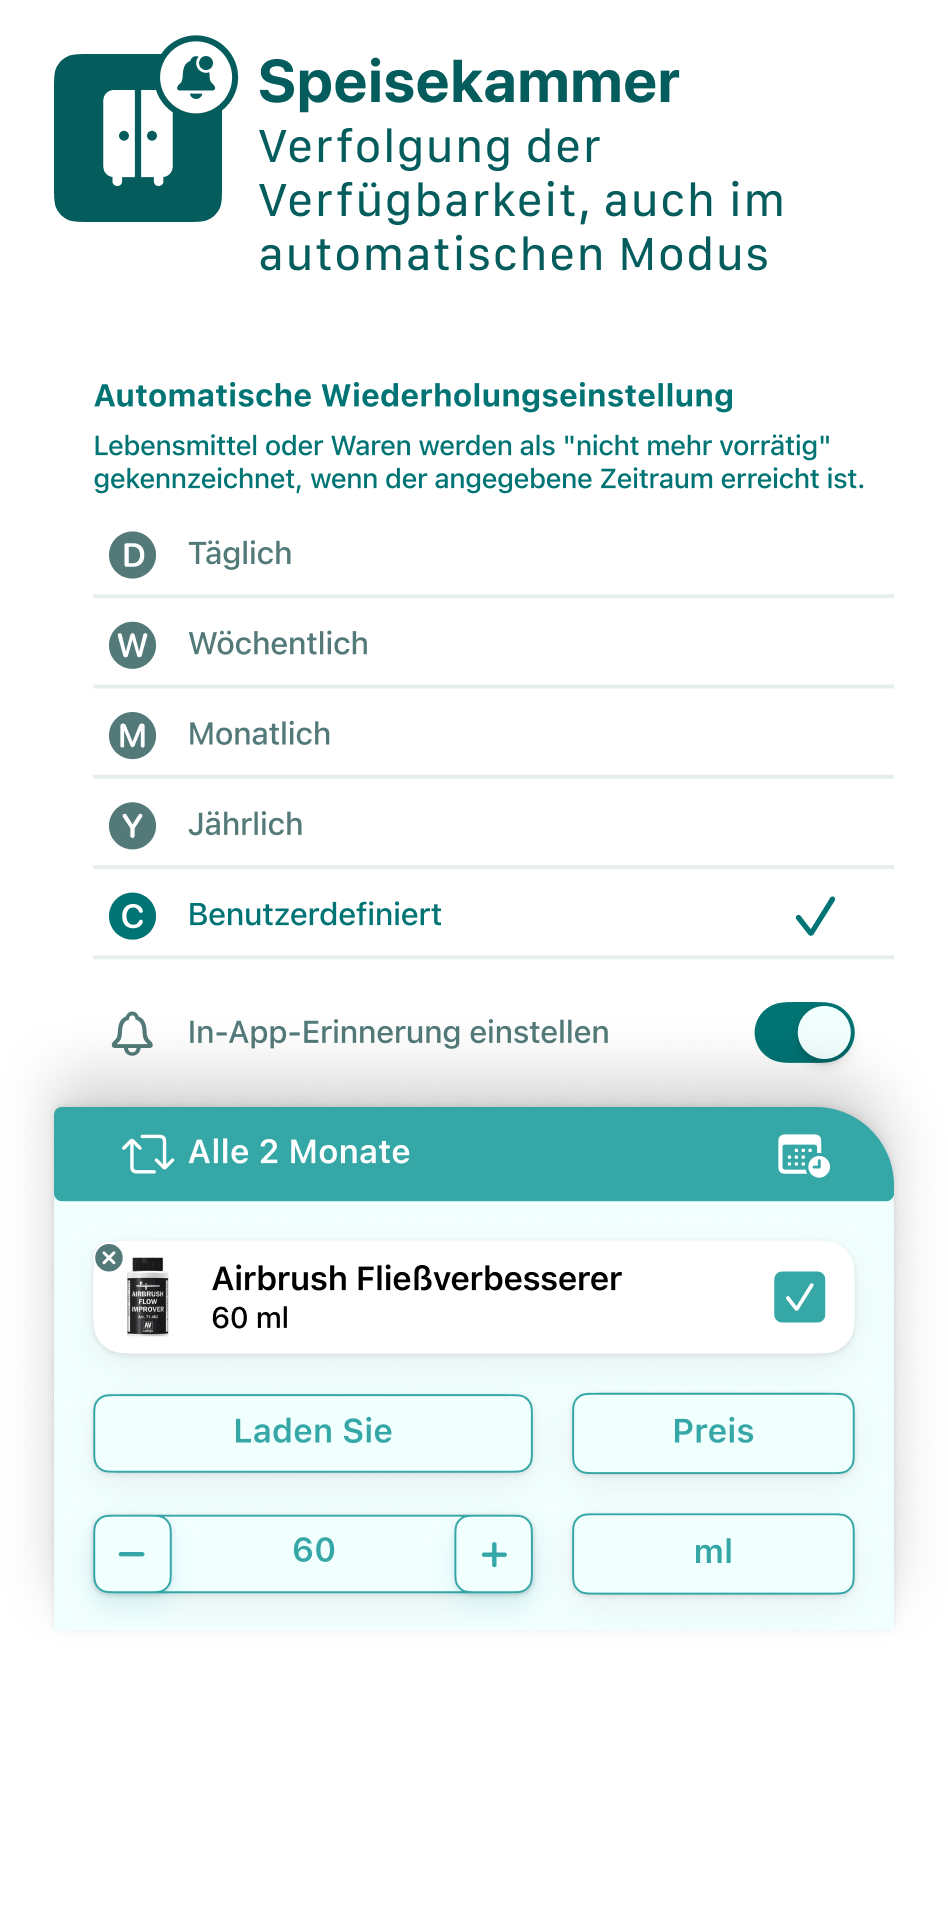 Speisekammer
Verfolgung der
Verfügbarkeit, auch im
automatischen Modus
Automatische Wiederholungseinstellung
Lebensmittel oder Waren werden als "nicht mehr vorrätig"
gekennzeichnet, wenn der angegebene Zeitraum erreicht ist.
D Täglich
W Wöchentlich
M Monatlich
Y Jährlich
C Benutzerdefiniert
In-App-Erinnerung einstellen
Alle 2 Monate
AIRBRUSH
FLOW
IMPROVER
Airbrush Fließverbesserer
60 ml
Laden Sie
Preis
60
ml